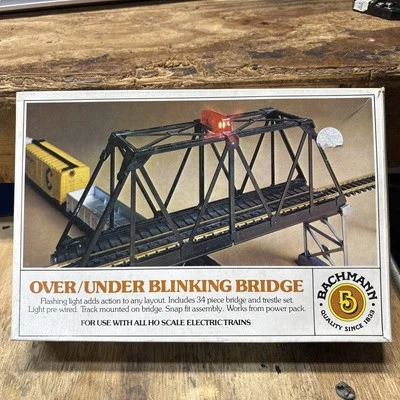 OVER/UNDER BLINKING BRIDGE
Flashing light adds action to any layout. Includes 34 piece bridge and trestle set.
Light pre-wired. Track mounted on bridge. Snap fit assembly. Works from power pack.
FOR USE WITH ALL HO SCALE ELECTRIC TRAINS
BACHMANN
B
QUALITY SINCE 1833